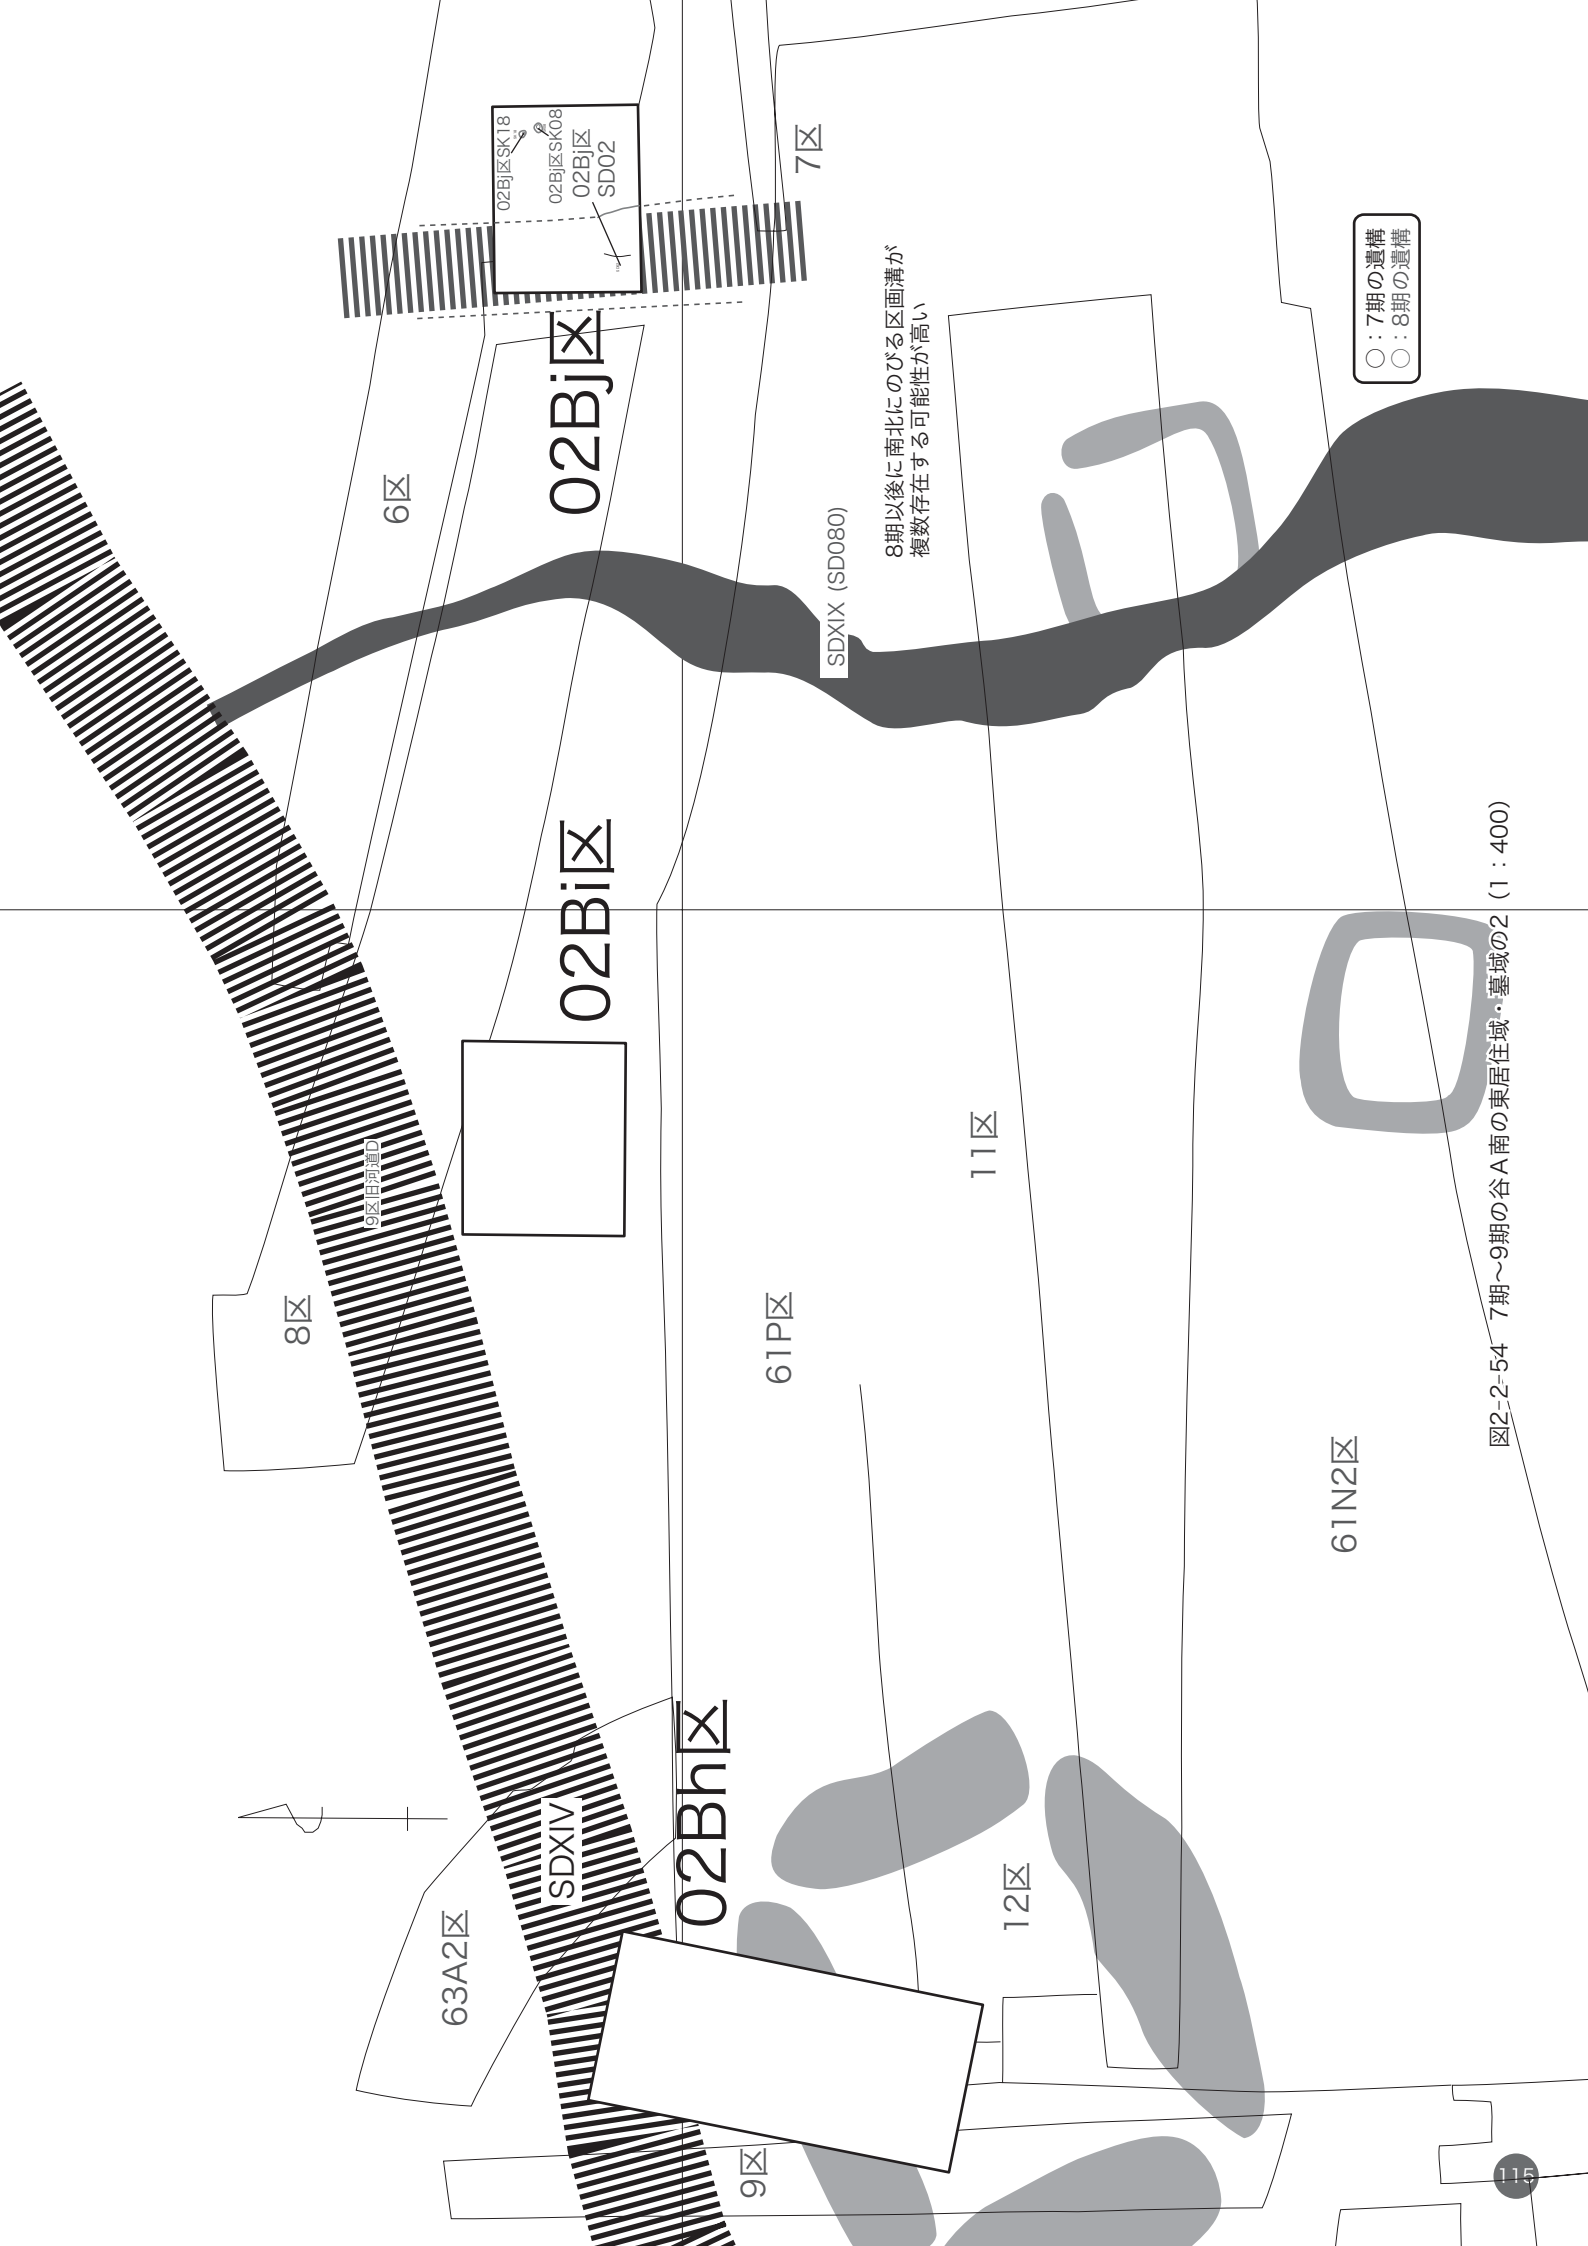 02Bj区SK18
02Bj区SK08
02Bj区
SD02
7区
6区
02Bj区
8期以後に南北にのびる区画溝が
複数存在する可能性が高い
○：7期の遺構
○：8期の遺構
SDXIX (SD080)
02Bi区
9区旧河道D
8区
11区
61P区
61N2区
02Bh区
SDXIV
63A2区
12区
9区
図2-2-54　7期〜9期の谷A南の東居住域・墓域の2（1：400）
115